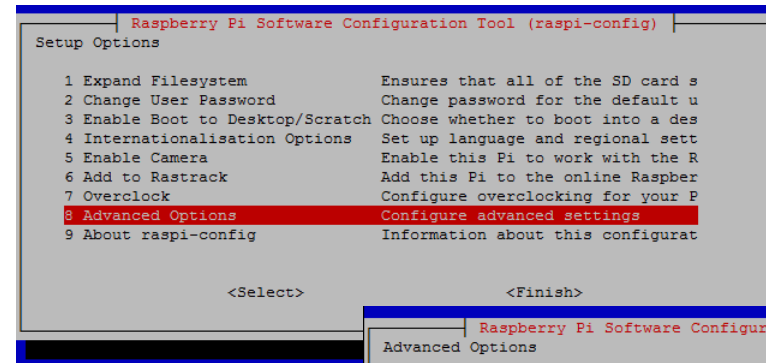 Raspberry Pi Software Configuration Tool (raspi-config)
Setup Options
1 Expand Filesystem Ensures that all of the SD card s
2 Change User Password Change password for the default u
3 Enable Boot to Desktop/Scratch Choose whether to boot into a des
4 Internationalisation Options Set up language and regional sett
5 Enable Camera Enable this Pi to work with the R
6 Add to Rastrack Add this Pi to the online Raspber
7 Overclock Configure overclocking for your P
8 Advanced Options Configure advanced settings
9 About raspi-config Information about this configurat
<Select> <Finish>
Raspberry Pi Software Configur
Advanced Options